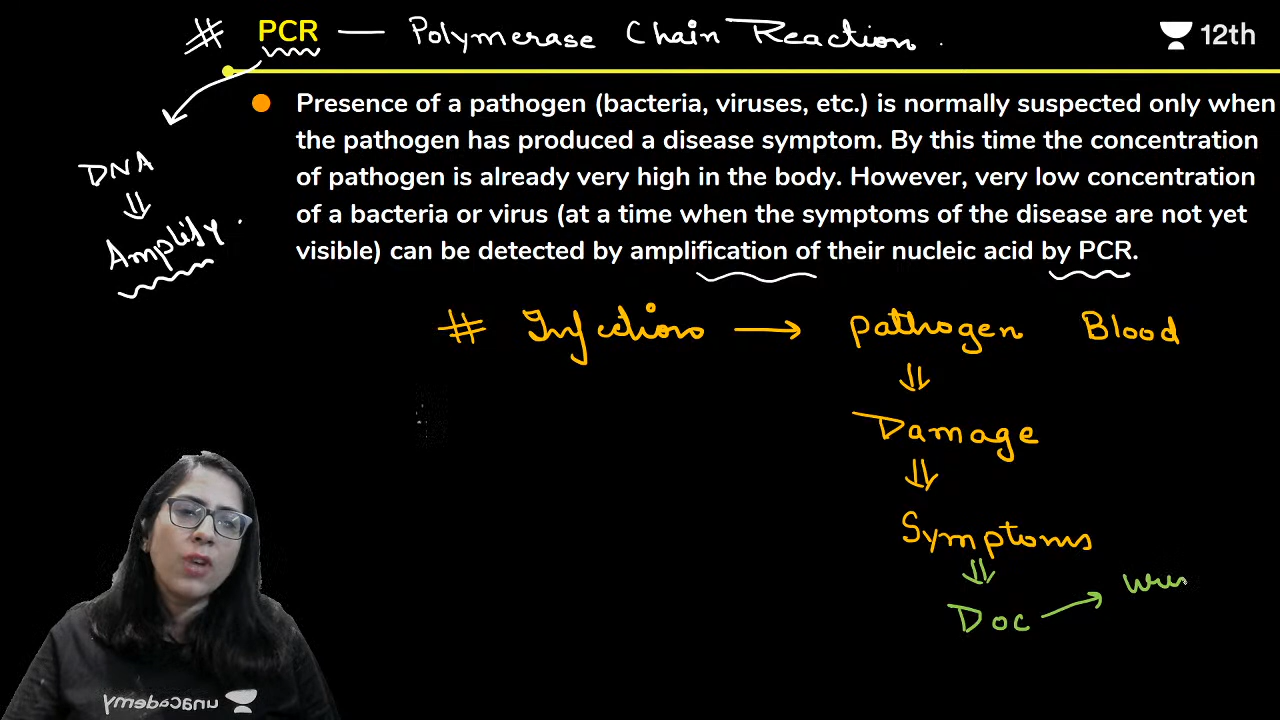 # PCR — Polymerase Chain Reaction .
12th
Presence of a pathogen (bacteria, viruses, etc.) is normally suspected only when
the pathogen has produced a disease symptom. By this time the concentration
of pathogen is already very high in the body. However, very low concentration
of a bacteria or virus (at a time when the symptoms of the disease are not yet
visible) can be detected by amplification of their nucleic acid by PCR.
DNA
Amplify .
# Infection → pathogen Blood
Damage
Symptoms
Doc →
unacademy